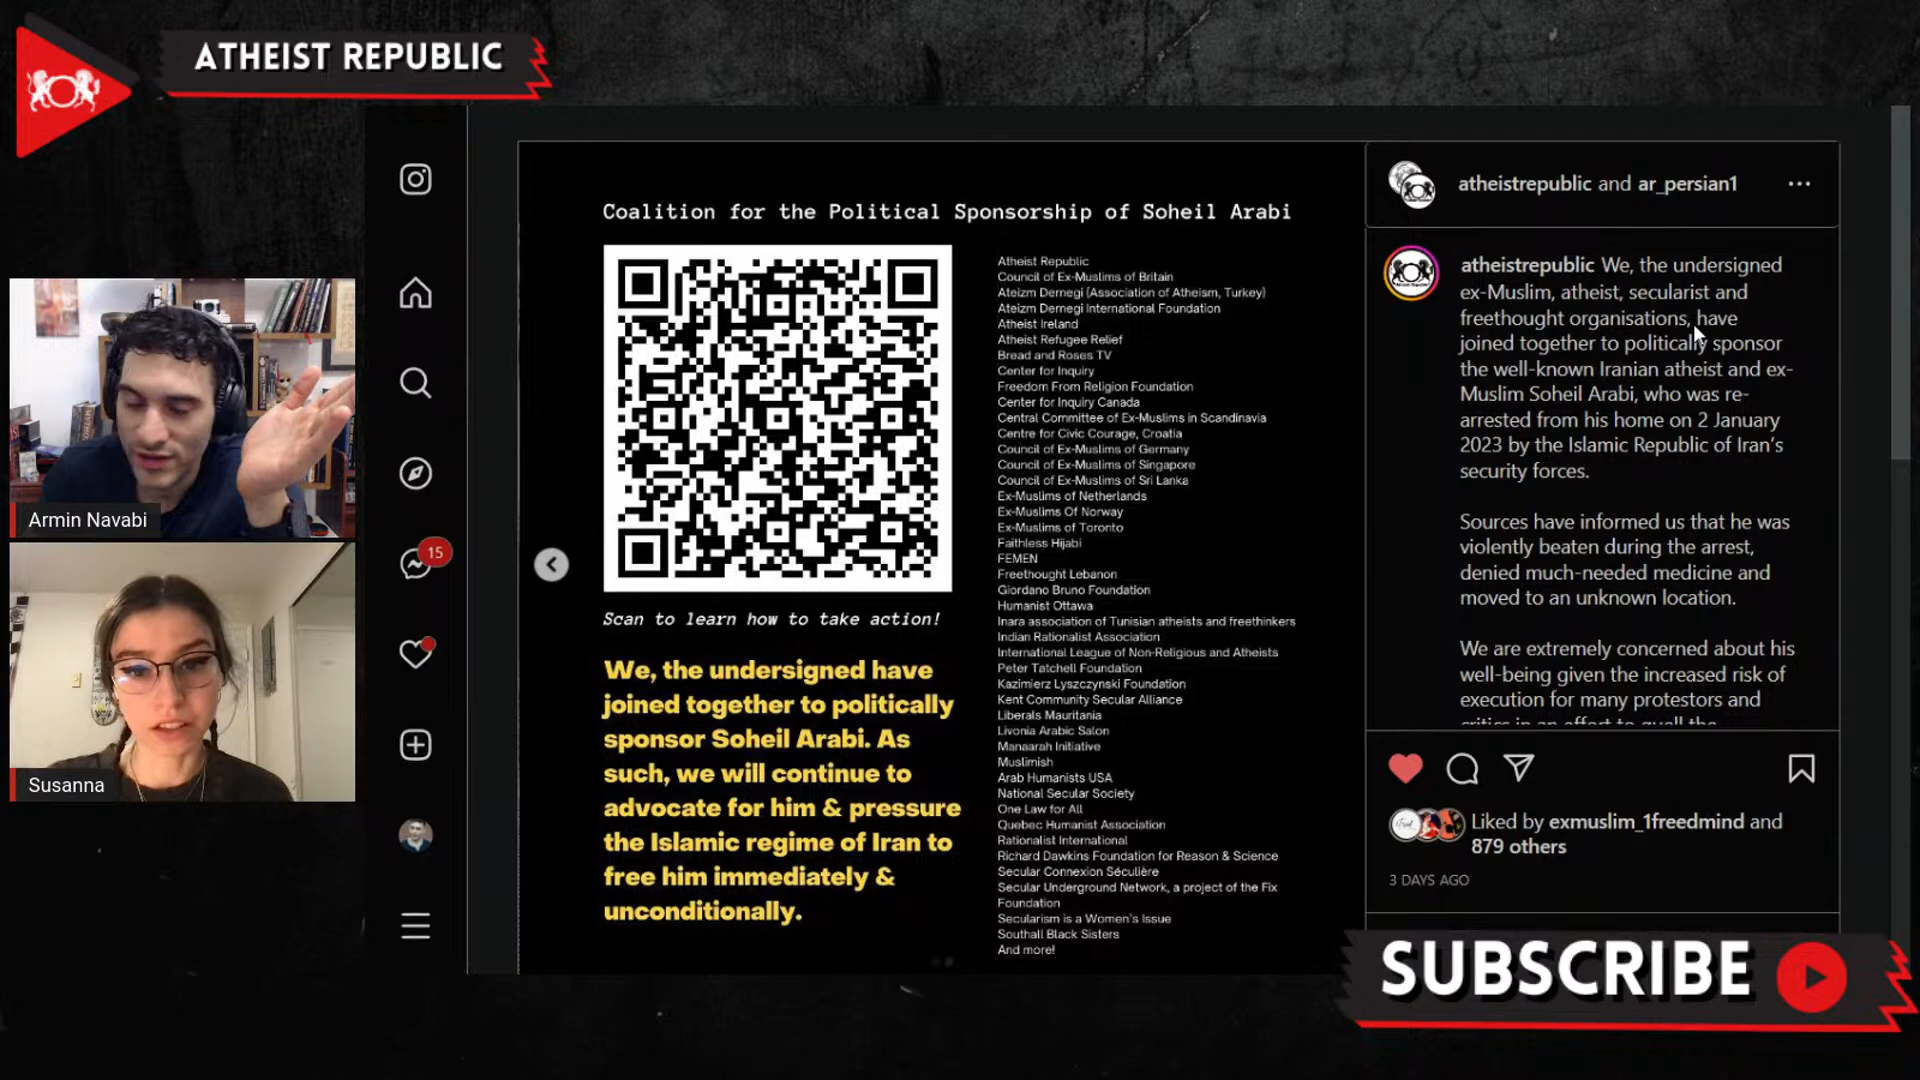 ATHEIST REPUBLIC
Armin Navabi
Susanna
15
Coalition for the Political Sponsorship of Soheil Arabi
Scan to learn how to take action!
We, the undersigned have
joined together to politically
sponsor Soheil Arabi. As
such, we will continue to
advocate for him & pressure
the Islamic regime of Iran to
free him immediately &
unconditionally.
Atheist Republic
Council of Ex-Muslims of Britain
Ateizm Dernegi (Association of Atheism, Turkey)
Ateizm Dernegi International Foundation
Atheist Ireland
Atheist Refugee Relief
Bread and Roses TV
Center for Inquiry
Freedom From Religion Foundation
Center for Inquiry Canada
Central Committee of Ex-Muslims in Scandinavia
Centre for Civic Courage, Croatia
Council of Ex-Muslims of Germany
Council of Ex-Muslims of Singapore
Council of Ex-Muslims of Sri Lanka
Ex-Muslims of Netherlands
Ex-Muslims Of Norway
Ex-Muslims of Toronto
Faithless Hijabi
FEMEN
Freethought Lebanon
Giordano Bruno Foundation
Humanist Ottawa
Inara association of Tunisian atheists and freethinkers
Indian Rationalist Association
International League of Non-Religious and Atheists
Peter Tatchell Foundation
Kazimierz Lyszczynski Foundation
Kent Community Secular Alliance
Liberals Mauritania
Livonia Arabic Salon
Manaarah Initiative
Muslimish
Arab Humanists USA
National Secular Society
One Law for All
Quebec Humanist Association
Rationalist International
Richard Dawkins Foundation for Reason & Science
Secular Connexion Séculière
Secular Underground Network, a project of the Fix
Foundation
Secularism is a Women's Issue
Southall Black Sisters
And more!
atheistrepublic and ar_persian1
atheistrepublic We, the undersigned
ex-Muslim, atheist, secularist and
freethought organisations, have
joined together to politically sponsor
the well-known Iranian atheist and ex-
Muslim Soheil Arabi, who was re-
arrested from his home on 2 January
2023 by the Islamic Republic of Iran's
security forces.
Sources have informed us that he was
violently beaten during the arrest,
denied much-needed medicine and
moved to an unknown location.
We are extremely concerned about his
well-being given the increased risk of
execution for many protestors and
critics in an effort to quell the
Liked by exmuslim_1freedmind and
879 others
3 DAYS AGO
SUBSCRIBE